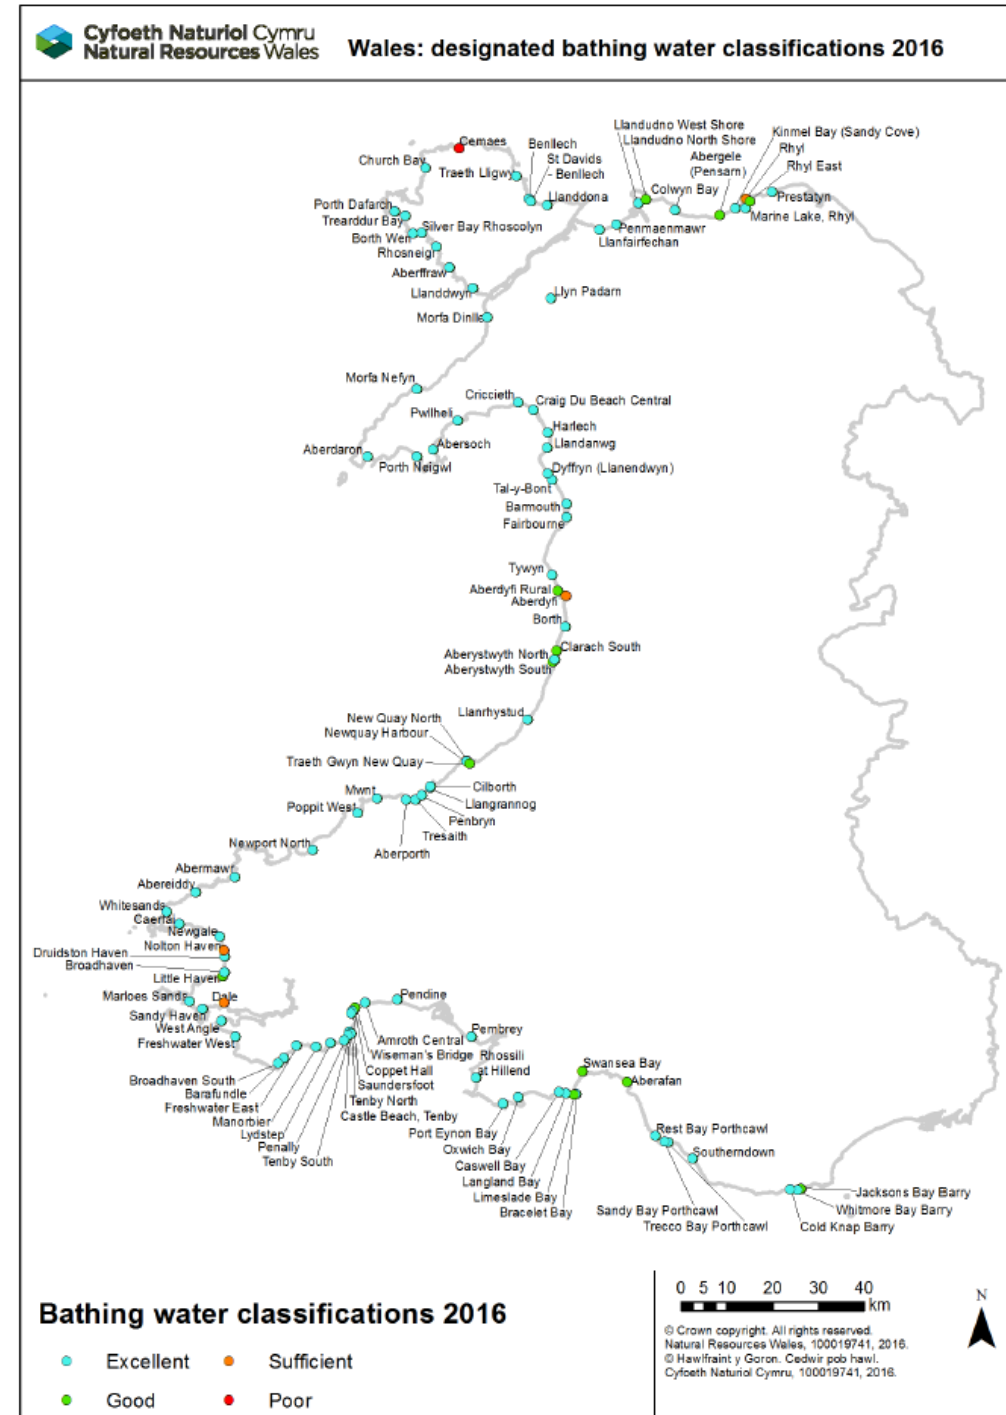 Cyfoeth Naturiol Cymru
Natural Resources Wales
Wales: designated bathing water classifications 2016
Cemaes
Church Bay
Traeth Lligwy
Benllech
St Davids
- Benllech
Llanddona
Llandudno West Shore
Llandudno North Shore
Abergele
(Pensarn)
Kinmel Bay (Sandy Cove)
Rhyl
Rhyl East
Colwyn Bay
Prestatyn
Marine Lake, Rhyl
Penmaenmawr
Llanfairfechan
Porth Dafarch
Trearddur Bay
Borth Wen
Silver Bay Rhoscolyn
Rhosneigr
Aberffraw
Llanddwyn
Llyn Padarn
Morfa Dinlle
Morfa Nefyn
Criccieth
Craig Du Beach Central
Pwllheli
Harlech
Abersoch
Llandanwg
Aberdaron
Porth Neigwl
Dyffryn (Llanendwyn)
Tal-y-Bont
Barmouth
Fairbourne
Tywyn
Aberdyfi Rural
Aberdyfi
Borth
Clarach South
Aberystwyth North
Aberystwyth South
Llanrhystud
New Quay North
Newquay Harbour
Traeth Gwyn New Quay
Cilborth
Llangrannog
Penbryn
Tresaith
Aberporth
Mwnt
Poppit West
Newport North
Abermawr
Abereiddy
Whitesands
Caerfai
Newgale
Nolton Haven
Druidston Haven
Broadhaven
Little Haven
Marloes Sands
Dale
Sandy Haven
West Angle
Freshwater West
Pendine
Amroth Central
Wiseman's Bridge
Coppet Hall
Saundersfoot
Tenby North
Castle Beach, Tenby
Broadhaven South
Barafundle
Freshwater East
Manorbier
Lydstep
Penally
Tenby South
Pembrey
Rhossili
at Hillend
Port Eynon Bay
Oxwich Bay
Caswell Bay
Langland Bay
Limeslade Bay
Bracelet Bay
Swansea Bay
Aberafan
Rest Bay Porthcawl
Southerndown
Sandy Bay Porthcawl
Trecco Bay Porthcawl
Jacksons Bay Barry
Whitmore Bay Barry
Cold Knap Barry
Bathing water classifications 2016
Excellent
Sufficient
Good
Poor
0 5 10 20 30 40
km
N
© Crown copyright. All rights reserved.
Natural Resources Wales, 100019741, 2016.
© Hawlfraint y Goron. Cedwir pob hawl.
Cyfoeth Naturiol Cymru, 100019741, 2016.